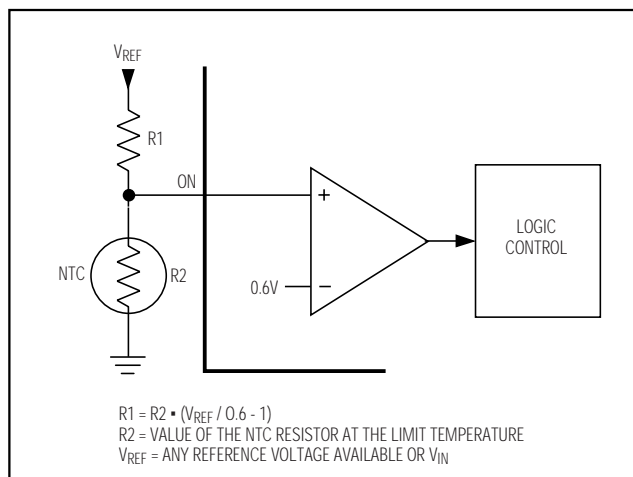 VREF
R1
ON
+
LOGIC
CONTROL
NTC
R2
0.6V
−
R1 = R2 ▪ (VREF / 0.6 - 1)
R2 = VALUE OF THE NTC RESISTOR AT THE LIMIT TEMPERATURE
VREF = ANY REFERENCE VOLTAGE AVAILABLE OR VIN